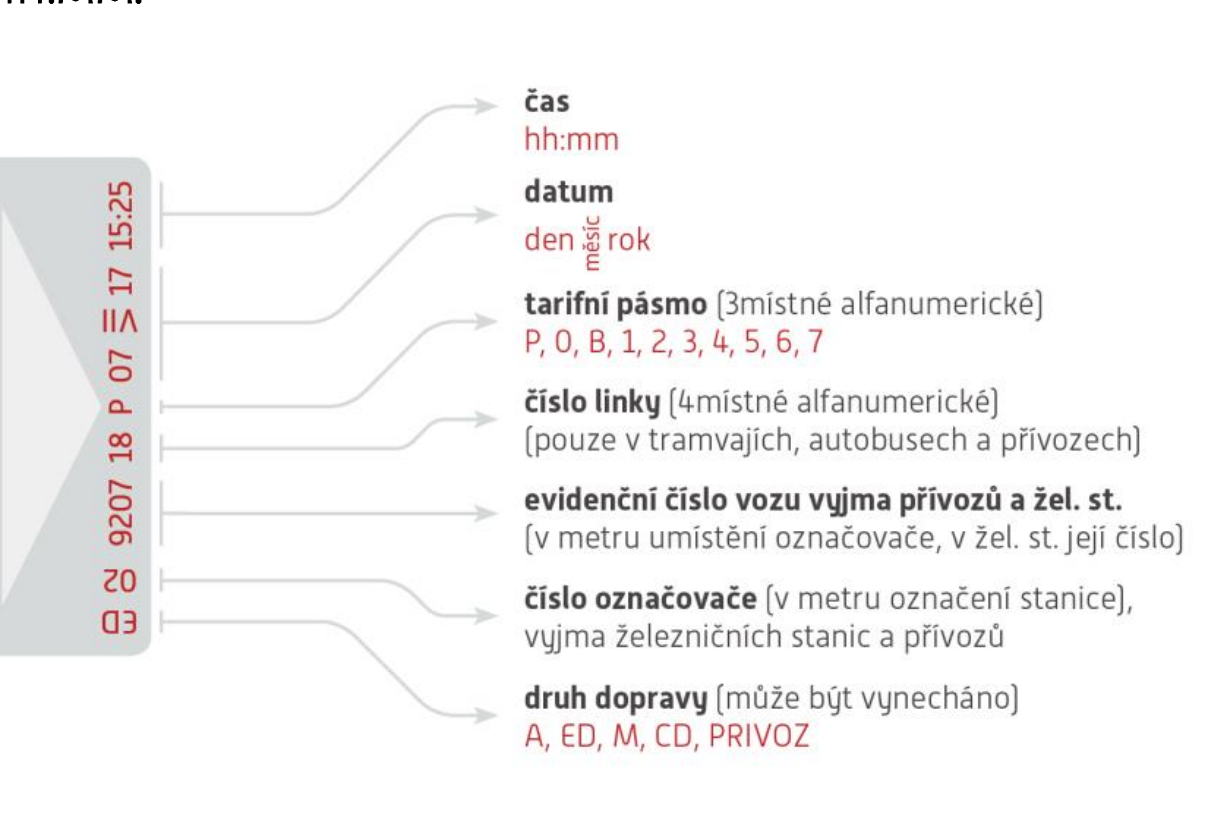 15:25
17
VII
07
P
18
9207
02
ED
čas
hh:mm
datum
den měsíc rok
tarifní pásmo (3místné alfanumerické)
P, 0, B, 1, 2, 3, 4, 5, 6, 7
číslo linky (4místné alfanumerické)
(pouze v tramvajích, autobusech a přívozech)
evidenční číslo vozu vyjma přívozů a žel. st.
(v metru umístění označovače, v žel. st. její číslo)
číslo označovače (v metru označení stanice),
vyjma železničních stanic a přívozů
druh dopravy (může být vynecháno)
A, ED, M, CD, PRIVOZ